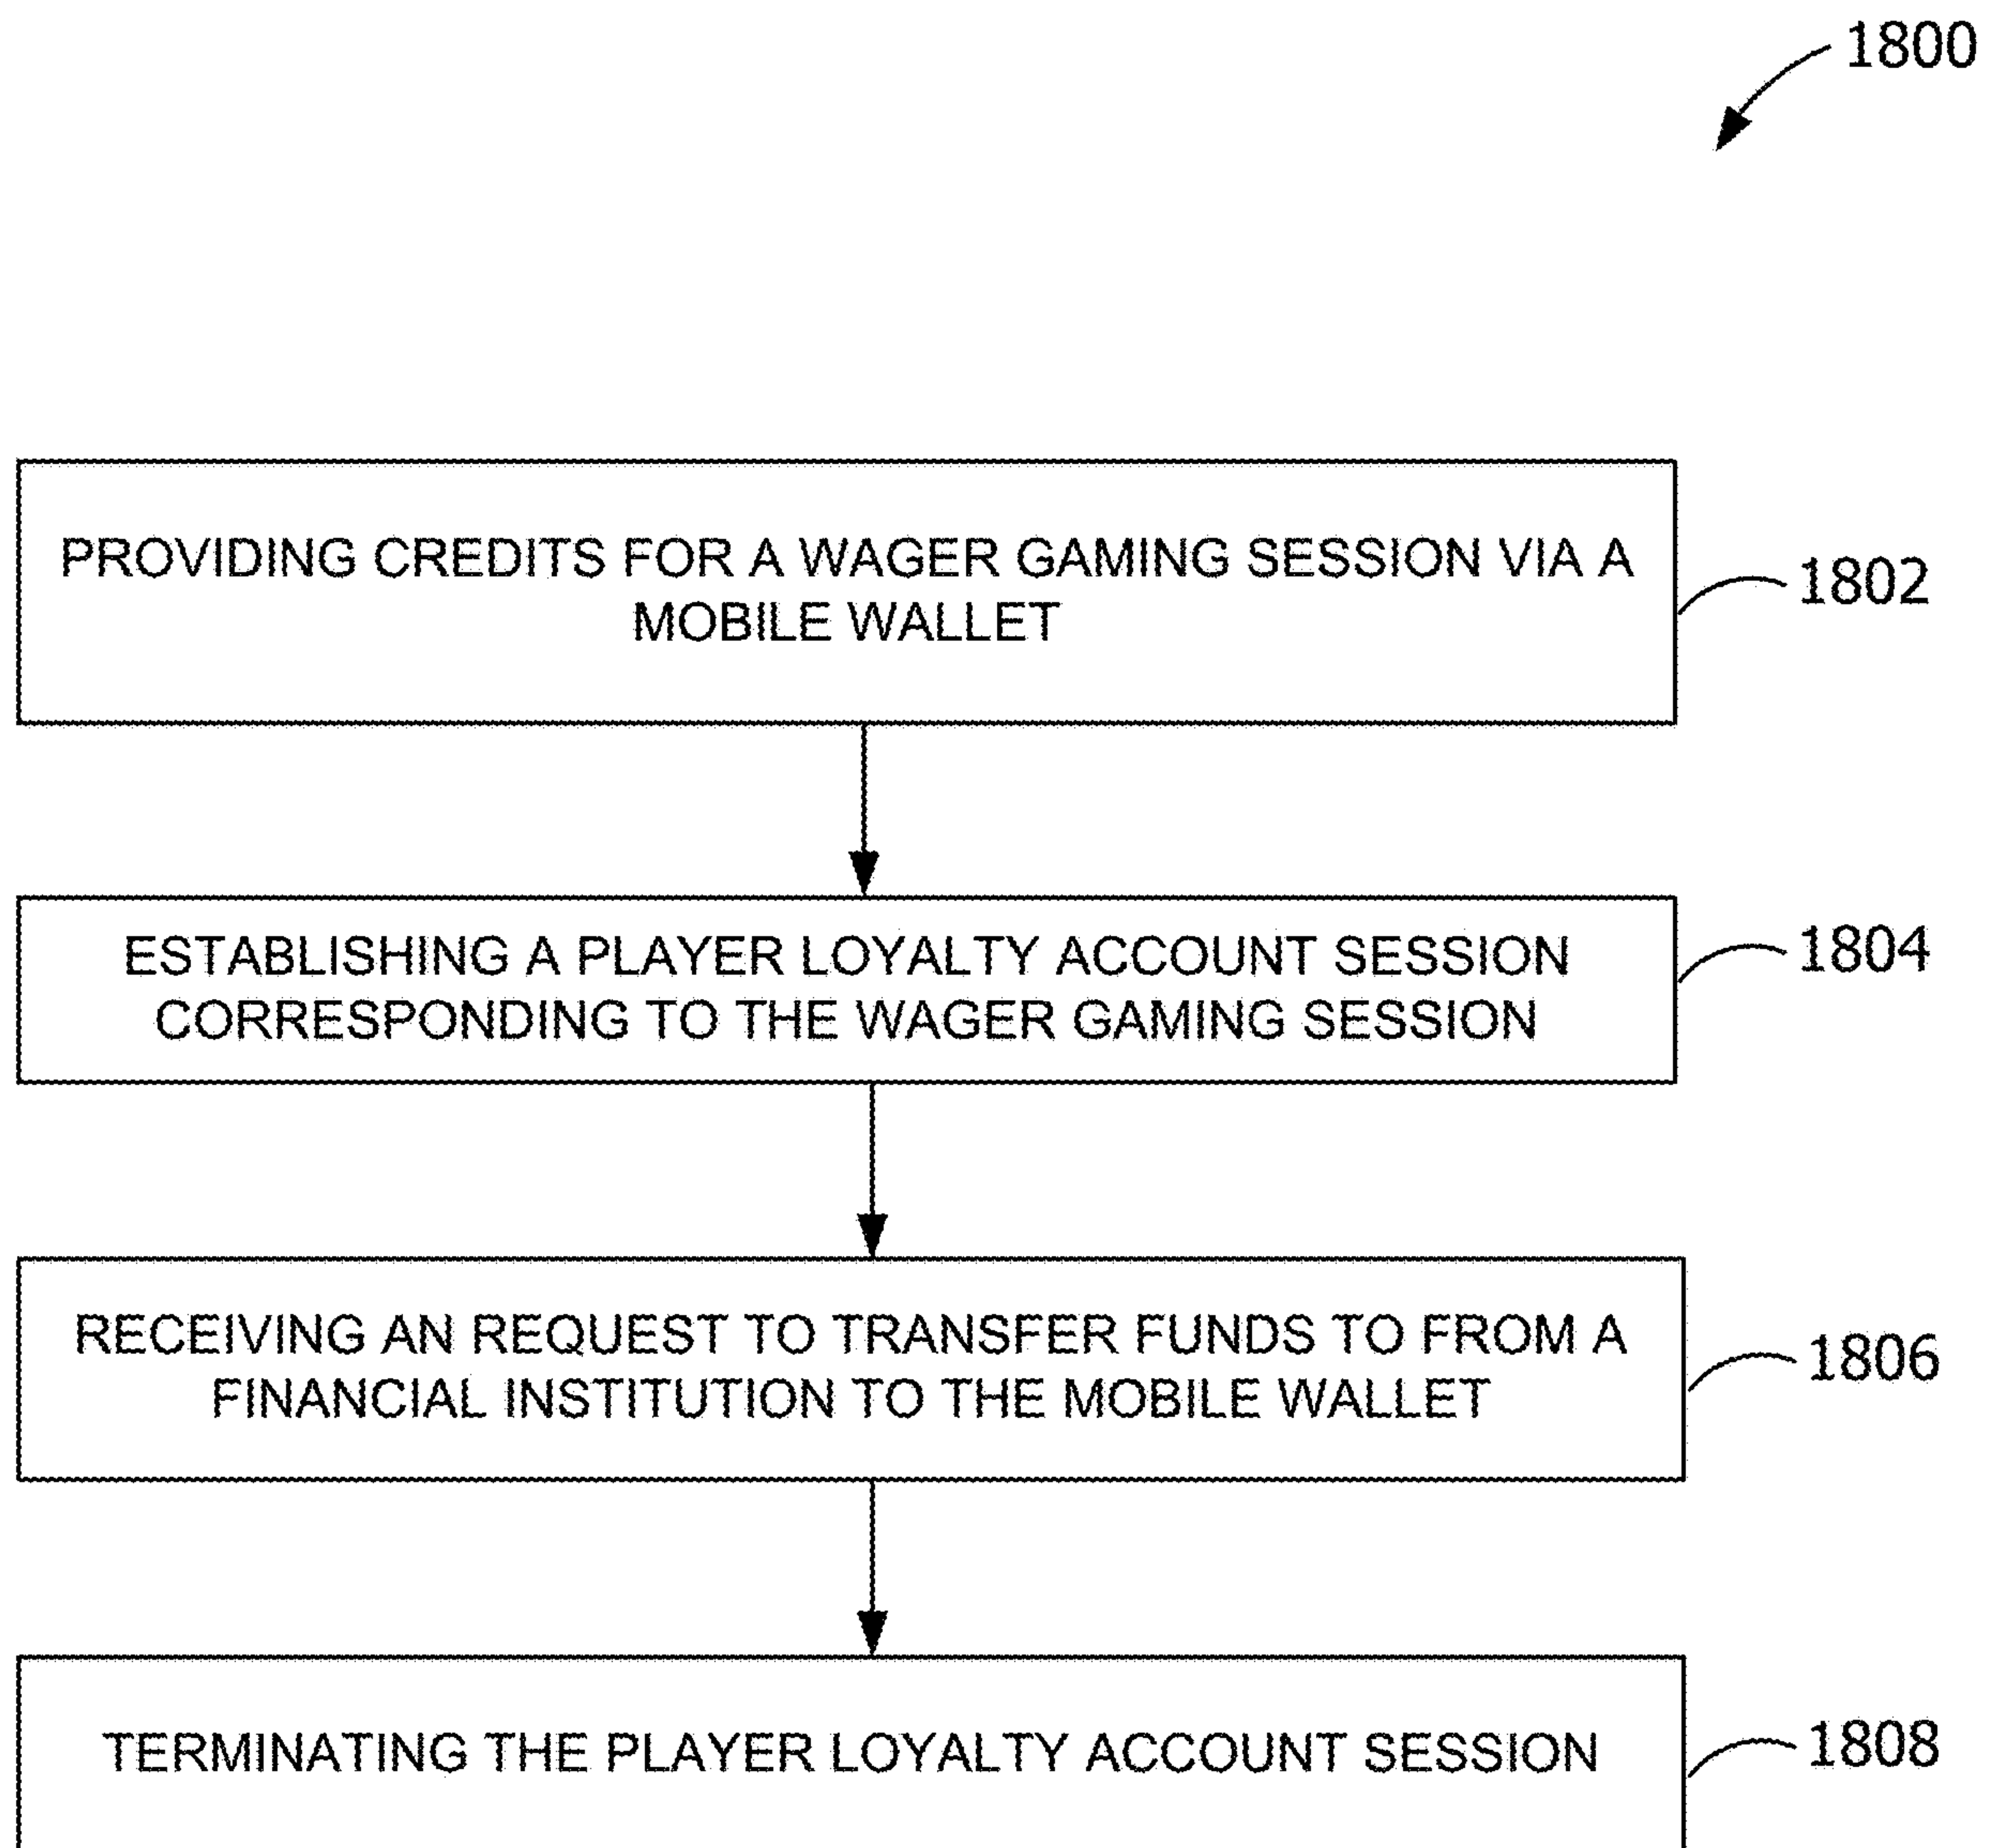 1800
PROVIDING CREDITS FOR A WAGER GAMING SESSION VIA A
MOBILE WALLET
1802
ESTABLISHING A PLAYER LOYALTY ACCOUNT SESSION
CORRESPONDING TO THE WAGER GAMING SESSION
1804
RECEIVING AN REQUEST TO TRANSFER FUNDS TO FROM A
FINANCIAL INSTITUTION TO THE MOBILE WALLET
1806
TERMINATING THE PLAYER LOYALTY ACCOUNT SESSION
1808